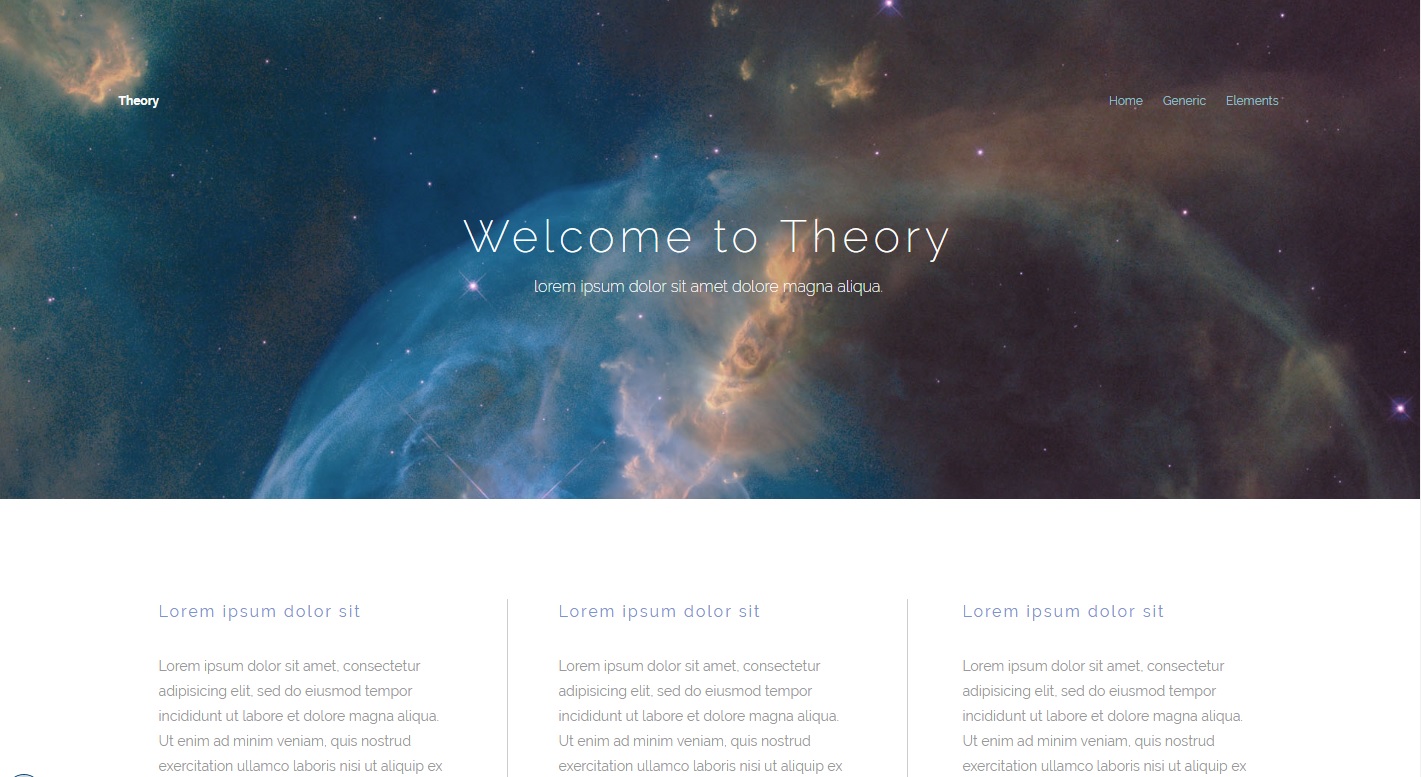 Theory
Home Generic Elements
Welcome to Theory
lorem ipsum dolor sit amet dolore magna aliqua.
Lorem ipsum dolor sit
Lorem ipsum dolor sit amet, consectetur
adipisicing elit, sed do eiusmod tempor
incididunt ut labore et dolore magna aliqua.
Ut enim ad minim veniam, quis nostrud
exercitation ullamco laboris nisi ut aliquip ex
Lorem ipsum dolor sit
Lorem ipsum dolor sit amet, consectetur
adipisicing elit, sed do eiusmod tempor
incididunt ut labore et dolore magna aliqua.
Ut enim ad minim veniam, quis nostrud
exercitation ullamco laboris nisi ut aliquip ex
Lorem ipsum dolor sit
Lorem ipsum dolor sit amet, consectetur
adipisicing elit, sed do eiusmod tempor
incididunt ut labore et dolore magna aliqua.
Ut enim ad minim veniam, quis nostrud
exercitation ullamco laboris nisi ut aliquip ex